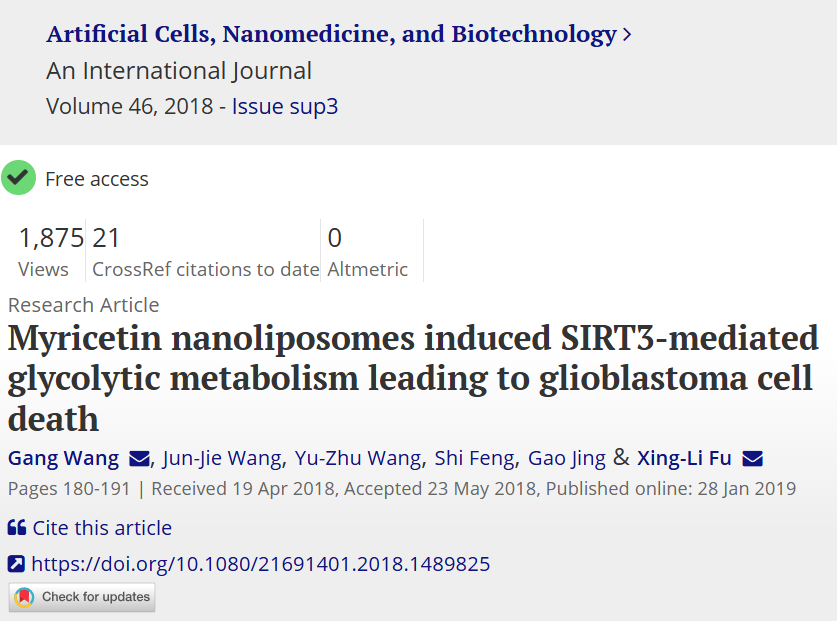 Artificial Cells, Nanomedicine, and Biotechnology >
An International Journal
Volume 46, 2018 - Issue sup3
Free access
1,875 21 0
Views CrossRef citations to date Altmetric
Research Article
Myricetin nanoliposomes induced SIRT3-mediated
glycolytic metabolism leading to glioblastoma cell
death
Gang Wang , Jun-Jie Wang, Yu-Zhu Wang, Shi Feng, Gao Jing & Xing-Li Fu
Pages 180-191 | Received 19 Apr 2018, Accepted 23 May 2018, Published online: 28 Jan 2019
Cite this article
https://doi.org/10.1080/21691401.2018.1489825
Check for updates